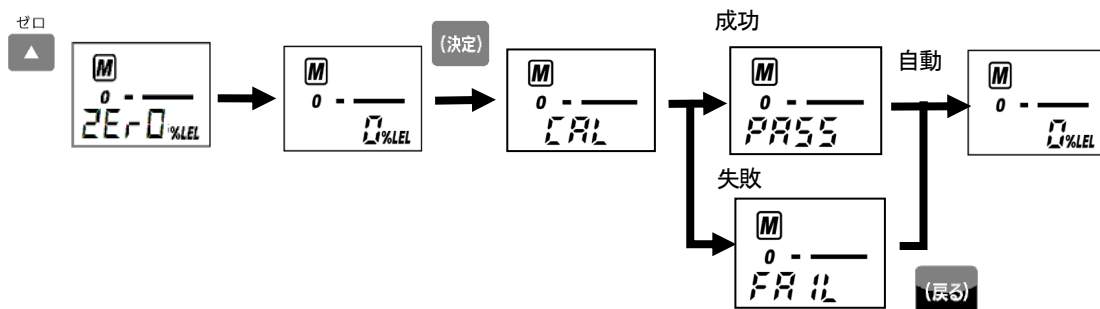 ゼロ
▲
M
0 - —
ZErO %LEL
M
0 - —
0%LEL
(決定)
M
0 - —
CAL
成功
M
0 - —
PASS
失敗
M
0 - —
FAIL
自動
(戻る)
M
0 - —
0%LEL